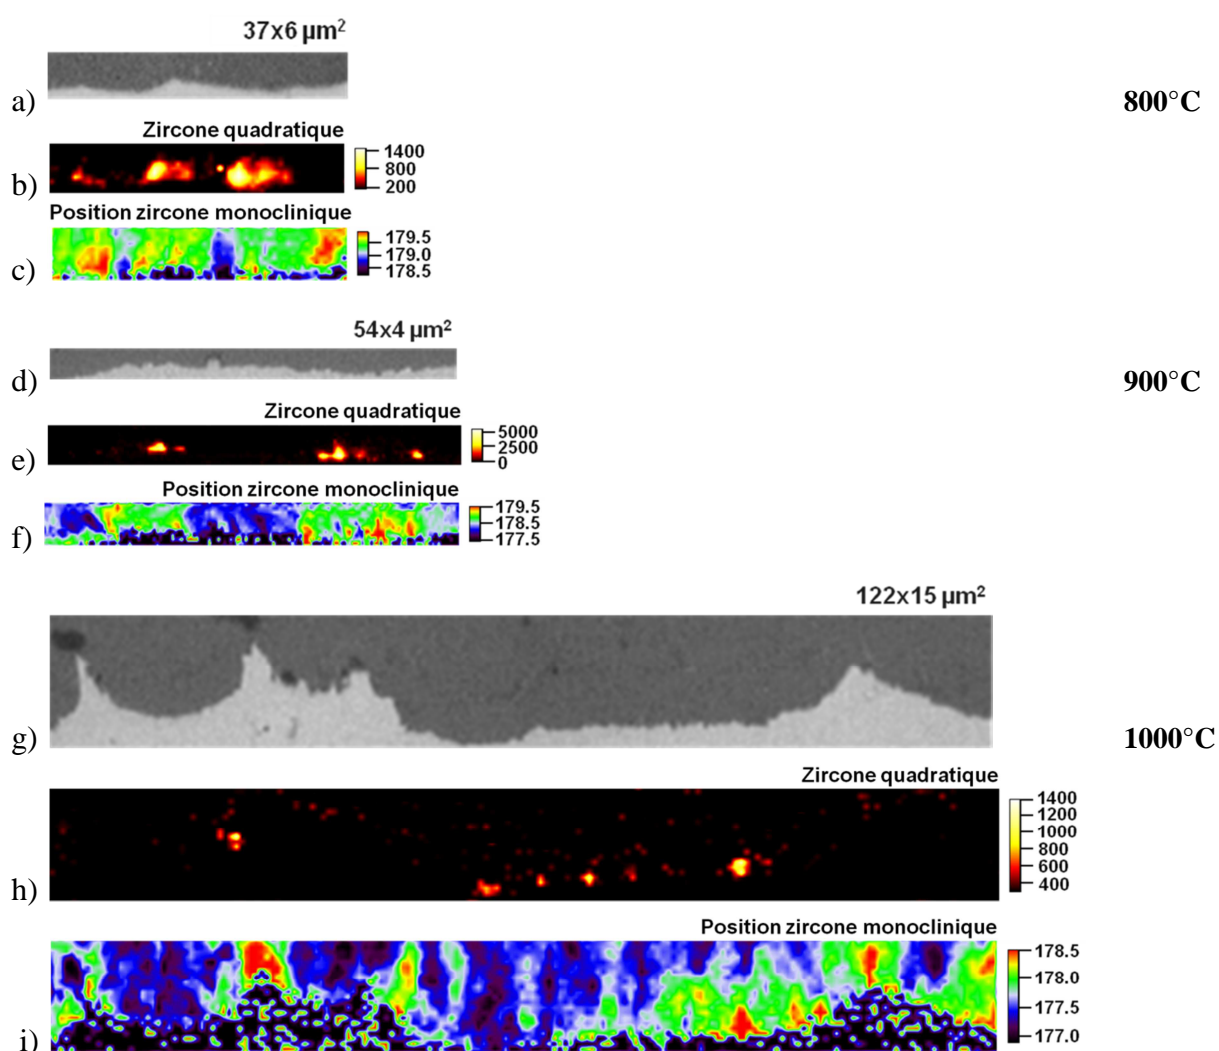 37x6 µm²
a)
800°C
Zircone quadratique
1400
800
200
b)
Position zircone monoclinique
179.5
179.0
178.5
c)
54x4 µm²
d)
900°C
Zircone quadratique
5000
2500
0
e)
Position zircone monoclinique
179.5
178.5
177.5
f)
122x15 µm²
g)
1000°C
Zircone quadratique
1400
1200
1000
800
600
400
h)
Position zircone monoclinique
178.5
178.0
177.5
177.0
i)